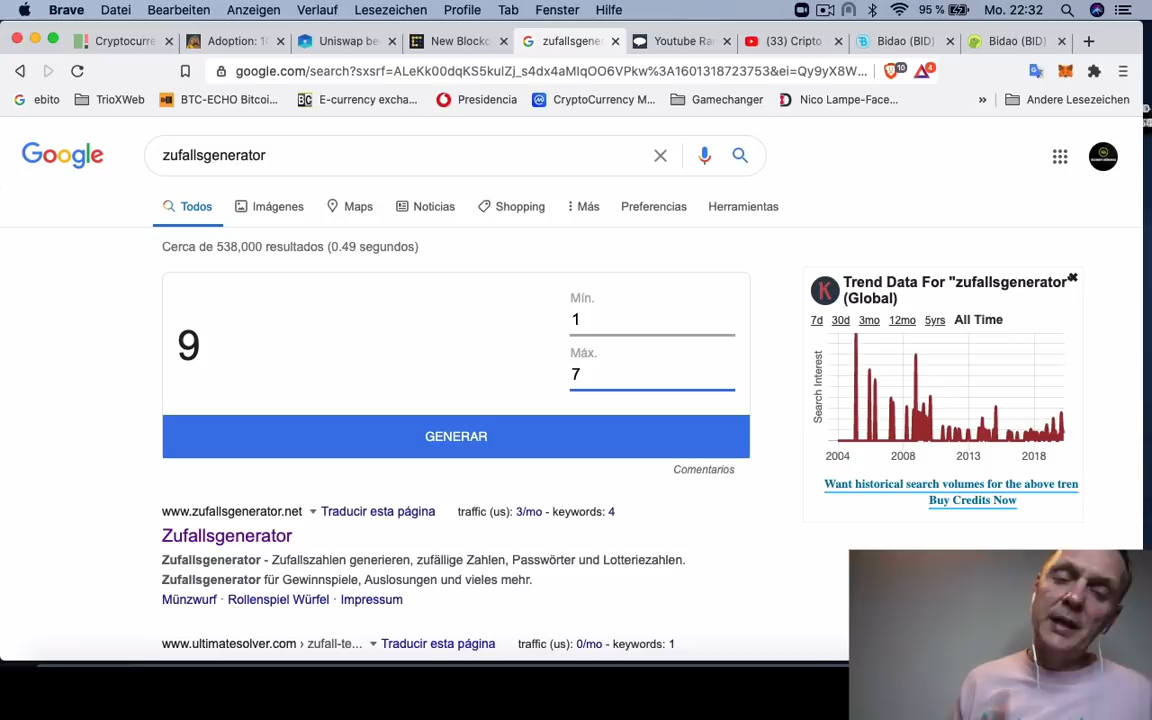 Brave Datei Bearbeiten Anzeigen Verlauf Lesezeichen Profile Tab Fenster Hilfe 95 % Mo. 22:32
Cryptocurre Adoption: 1 Uniswap be New Blockc zufallsgene Youtube Ra (33) Cripto Bidao (BID) Bidao (BID)
google.com/search?sxsrf=ALeKk00dqKS5kulZj_s4dx4aMIqOO6VPkw%3A1601318723753&ei=Qy9yX8W... 10 4
ebito TrioXWeb BTC-ECHO Bitcoi... E-currency excha... Presidencia CryptoCurrency M... Gamechanger Nico Lampe-Face... » Andere Lesezeichen
Google zufallsgenerator
Todos Imágenes Maps Noticias Shopping Más Preferencias Herramientas
Cerca de 538,000 resultados (0.49 segundos)
9
Mín.
1
Máx.
7
GENERAR
Comentarios
www.zufallsgenerator.net Traducir esta página traffic (us): 3/mo - keywords: 4
Zufallsgenerator
Zufallsgenerator - Zufallszahlen generieren, zufällige Zahlen, Passwörter und Lotteriezahlen.
Zufallsgenerator für Gewinnspiele, Auslosungen und vieles mehr.
Münzwurf · Rollenspiel Würfel · Impressum
www.ultimatesolver.com › zufall-te... Traducir esta página traffic (us): 0/mo - keywords: 1
K Trend Data For "zufallsgenerator"
(Global)
7d 30d 3mo 12mo 5yrs All Time
Search Interest
2004 2008 2013 2018
Want historical search volumes for the above tren
Buy Credits Now